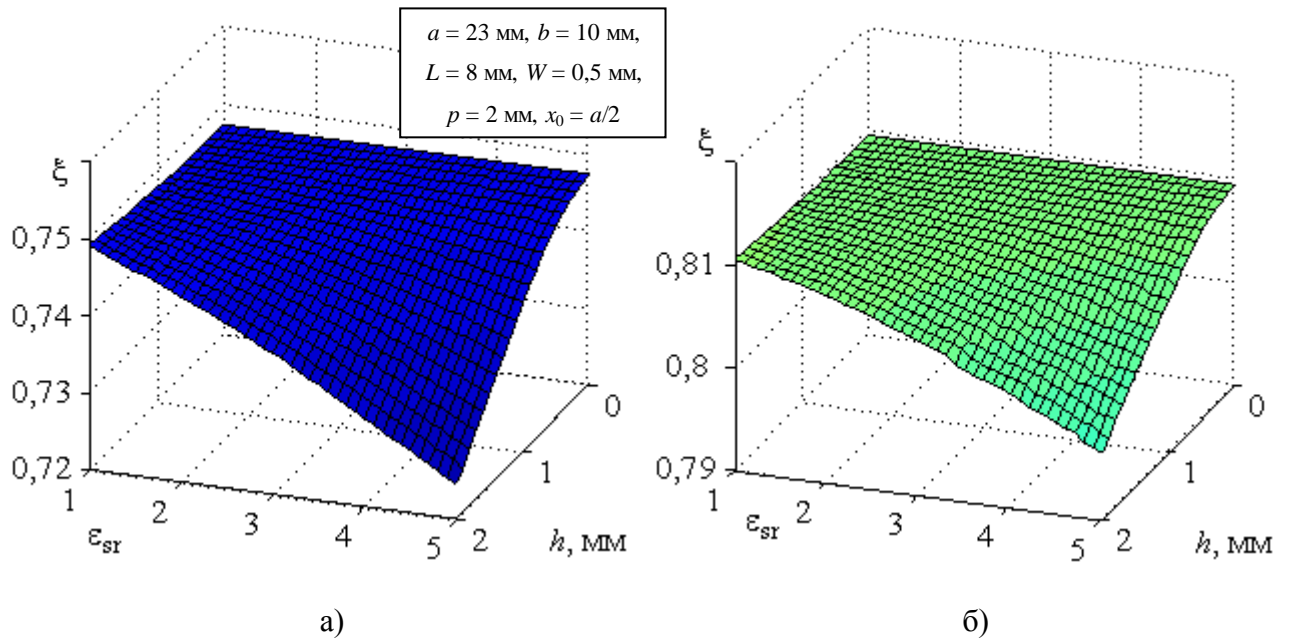 a = 23 мм, b = 10 мм,
L = 8 мм, W = 0,5 мм,
p = 2 мм, x₀ = a/2
ξ
0,75
0,74
0,73
0,72
1
2
3
4
5
εsr
2
1
0
h, мм
ξ
0,81
0,8
0,79
1
2
3
4
5
εsr
2
1
0
h, мм
а)
б)